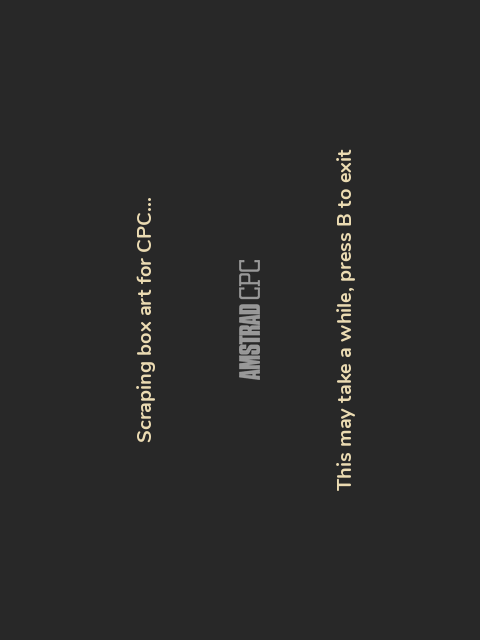 Scraping box art for CPC...
AMSTRAD CPC
This may take a while, press B to exit